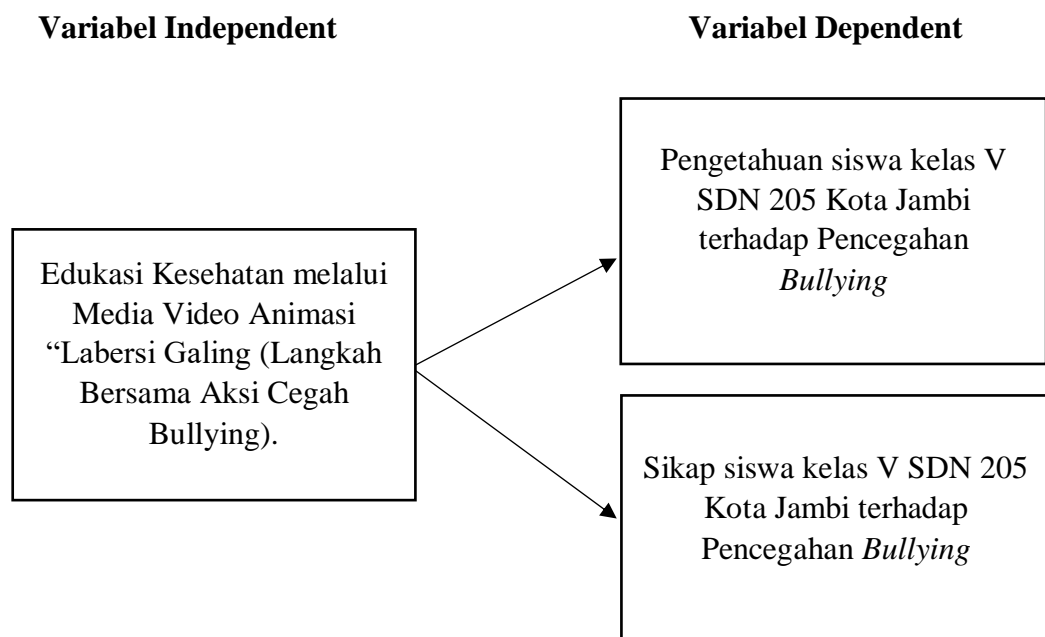 Variabel Independent
Variabel Dependent
Edukasi Kesehatan melalui
Media Video Animasi
“Labersi Galing (Langkah
Bersama Aksi Cegah
Bullying).
Pengetahuan siswa kelas V
SDN 205 Kota Jambi
terhadap Pencegahan
Bullying
Sikap siswa kelas V SDN 205
Kota Jambi terhadap
Pencegahan Bullying